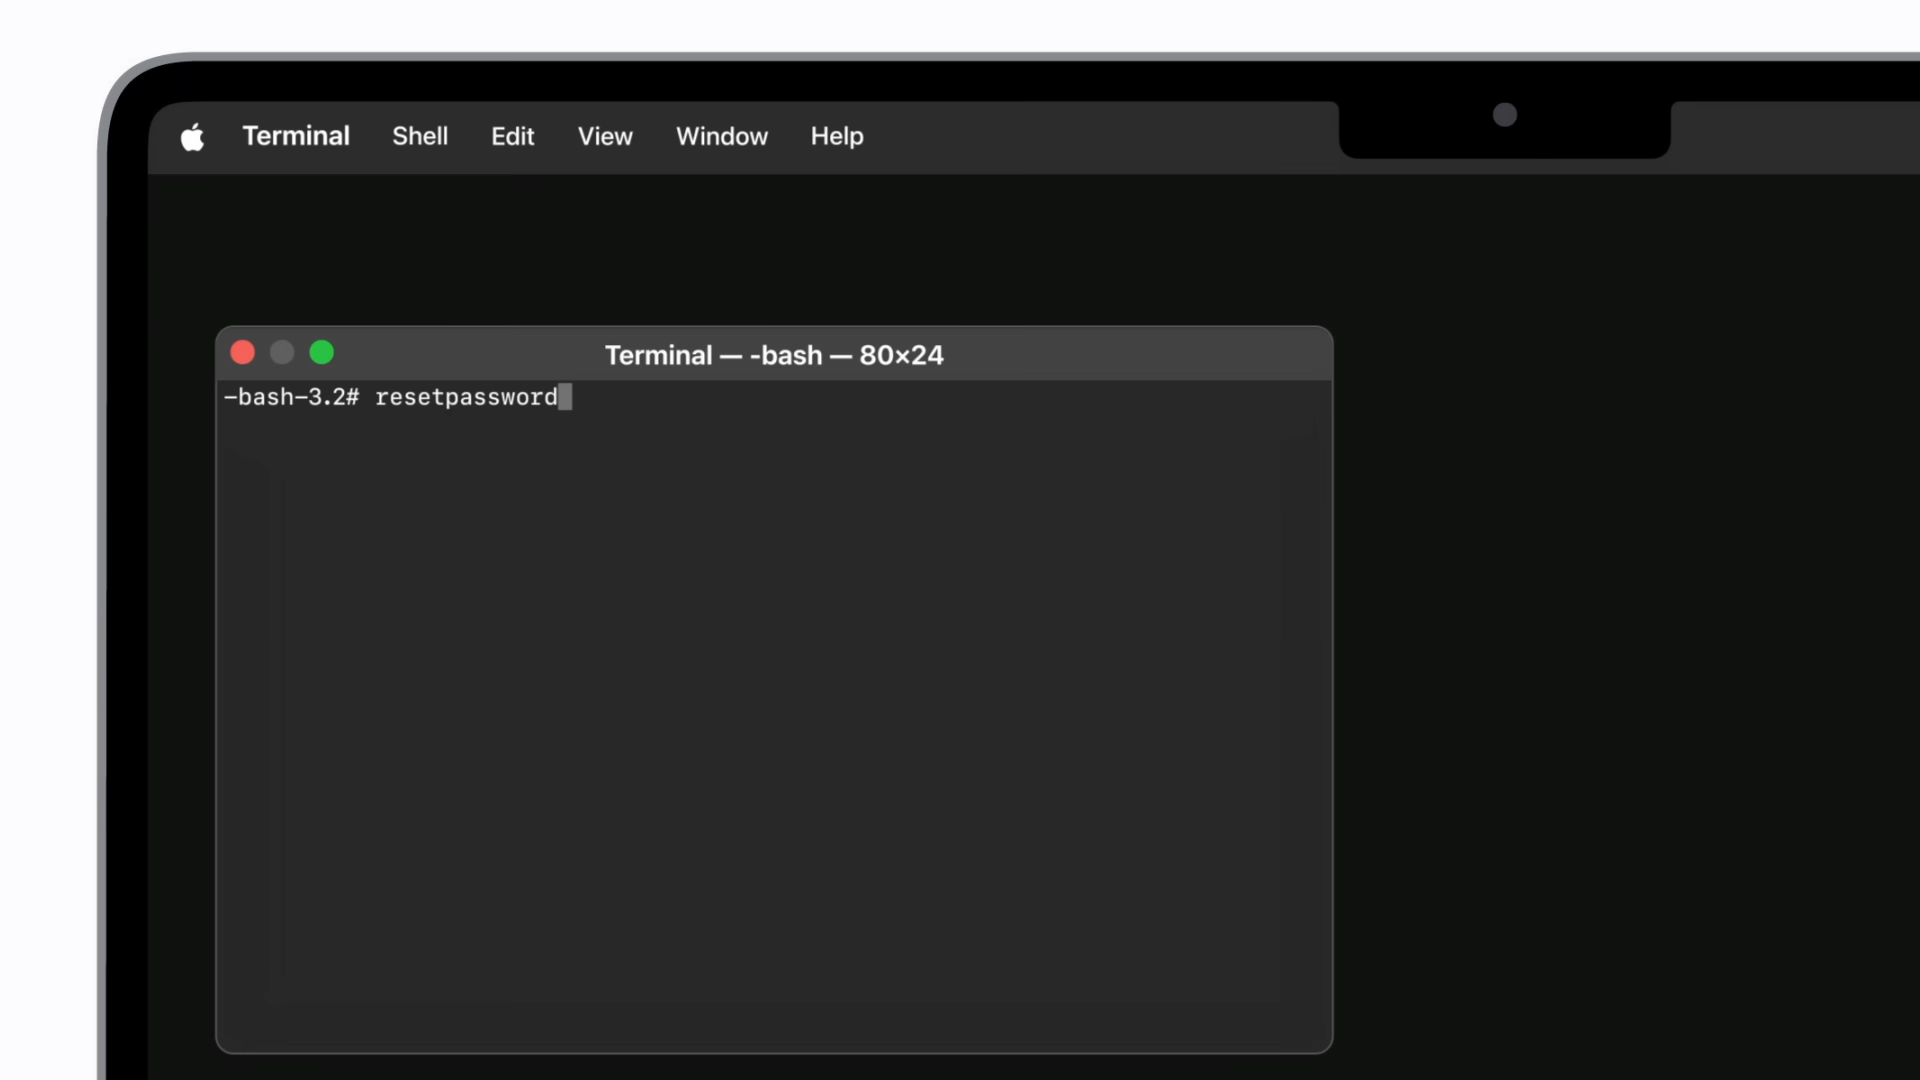 Terminal Shell Edit View Window Help
Terminal — -bash — 80×24
-bash-3.2# resetpassword